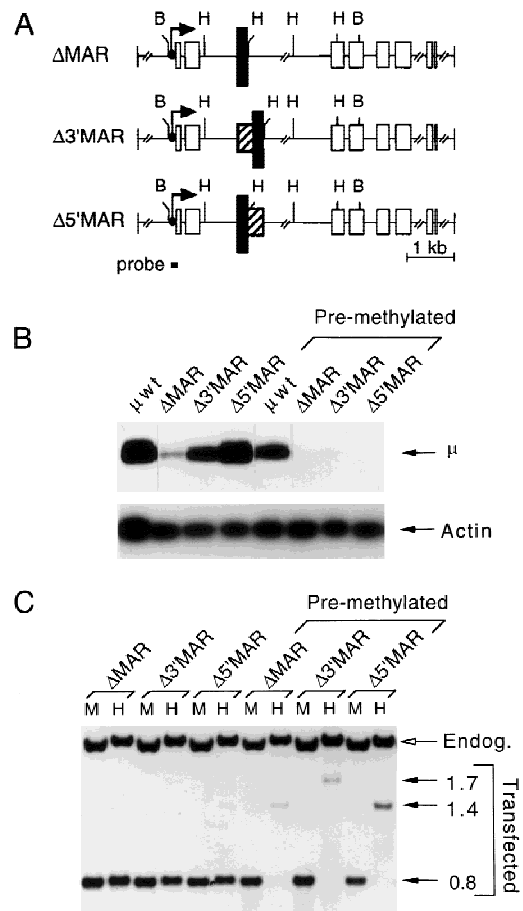 A
B H H H B
ΔMAR
B H H H H B
Δ3'MAR
B H H H H B
Δ5'MAR
probe
1 kb
B
Pre-methylated
μwt ΔMAR Δ3'MAR Δ5'MAR μwt ΔMAR Δ3'MAR Δ5'MAR
μ
Actin
C
Pre-methylated
ΔMAR Δ3'MAR Δ5'MAR ΔMAR Δ3'MAR Δ5'MAR
M H M H M H M H M H M H
Endog.
1.7
1.4
0.8
Transfected